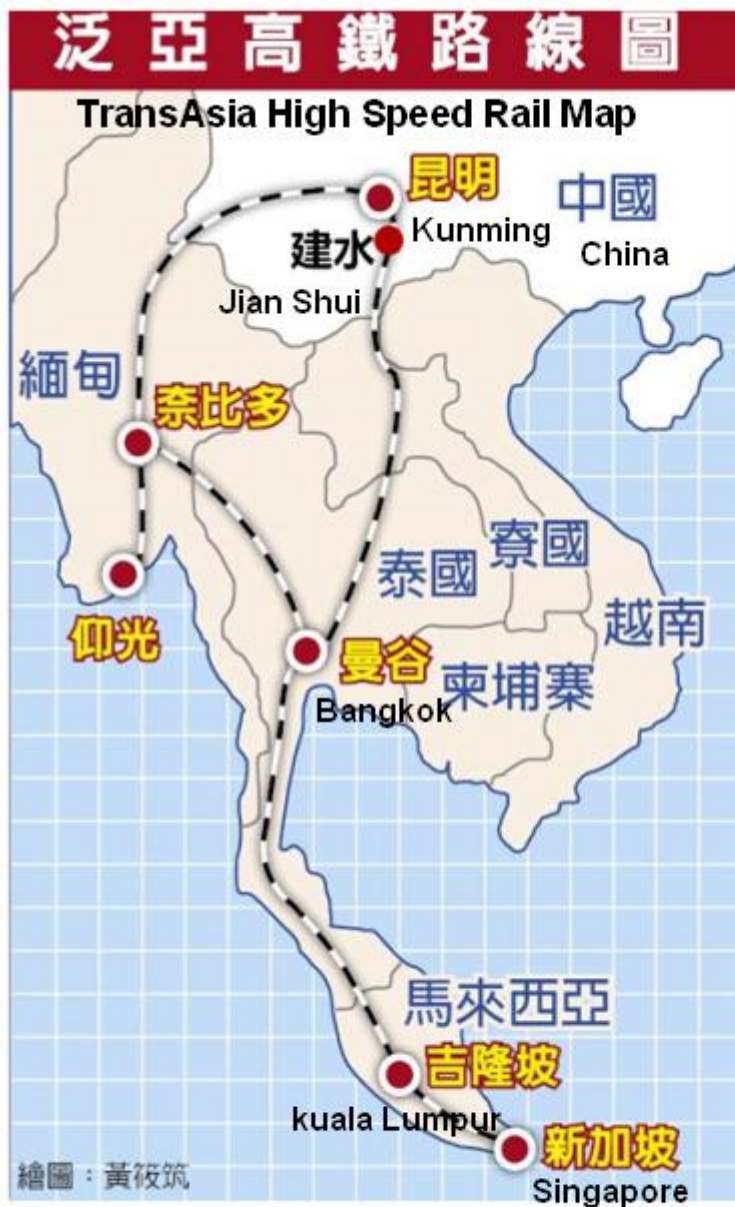 泛亞高鐵路線圖
TransAsia High Speed Rail Map
昆明
Kunming
中國
China
建水
Jian Shui
緬甸
奈比多
仰光
泰國
寮國
越南
曼谷
Bangkok
柬埔寨
馬來西亞
吉隆坡
kuala Lumpur
新加坡
Singapore
繪圖：黃筱筑